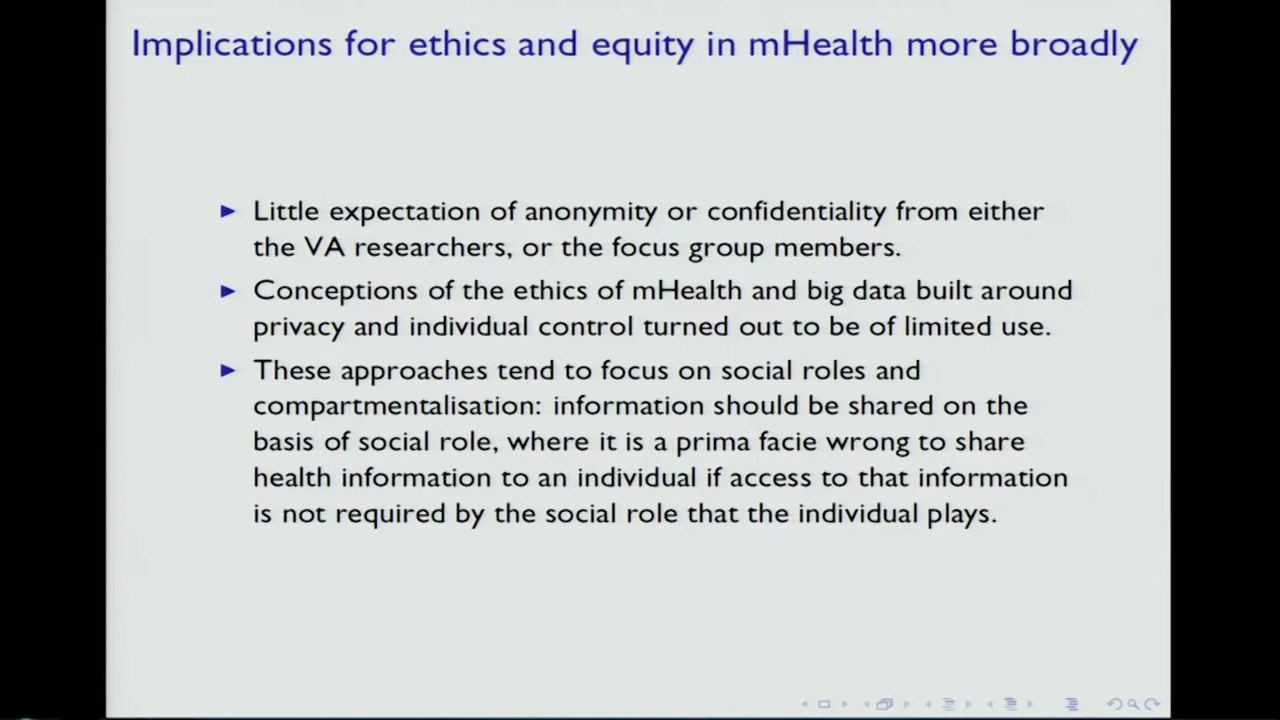 Implications for ethics and equity in mHealth more broadly
Little expectation of anonymity or confidentiality from either
the VA researchers, or the focus group members.
Conceptions of the ethics of mHealth and big data built around
privacy and individual control turned out to be of limited use.
These approaches tend to focus on social roles and
compartmentalisation: information should be shared on the
basis of social role, where it is a prima facie wrong to share
health information to an individual if access to that information
is not required by the social role that the individual plays.